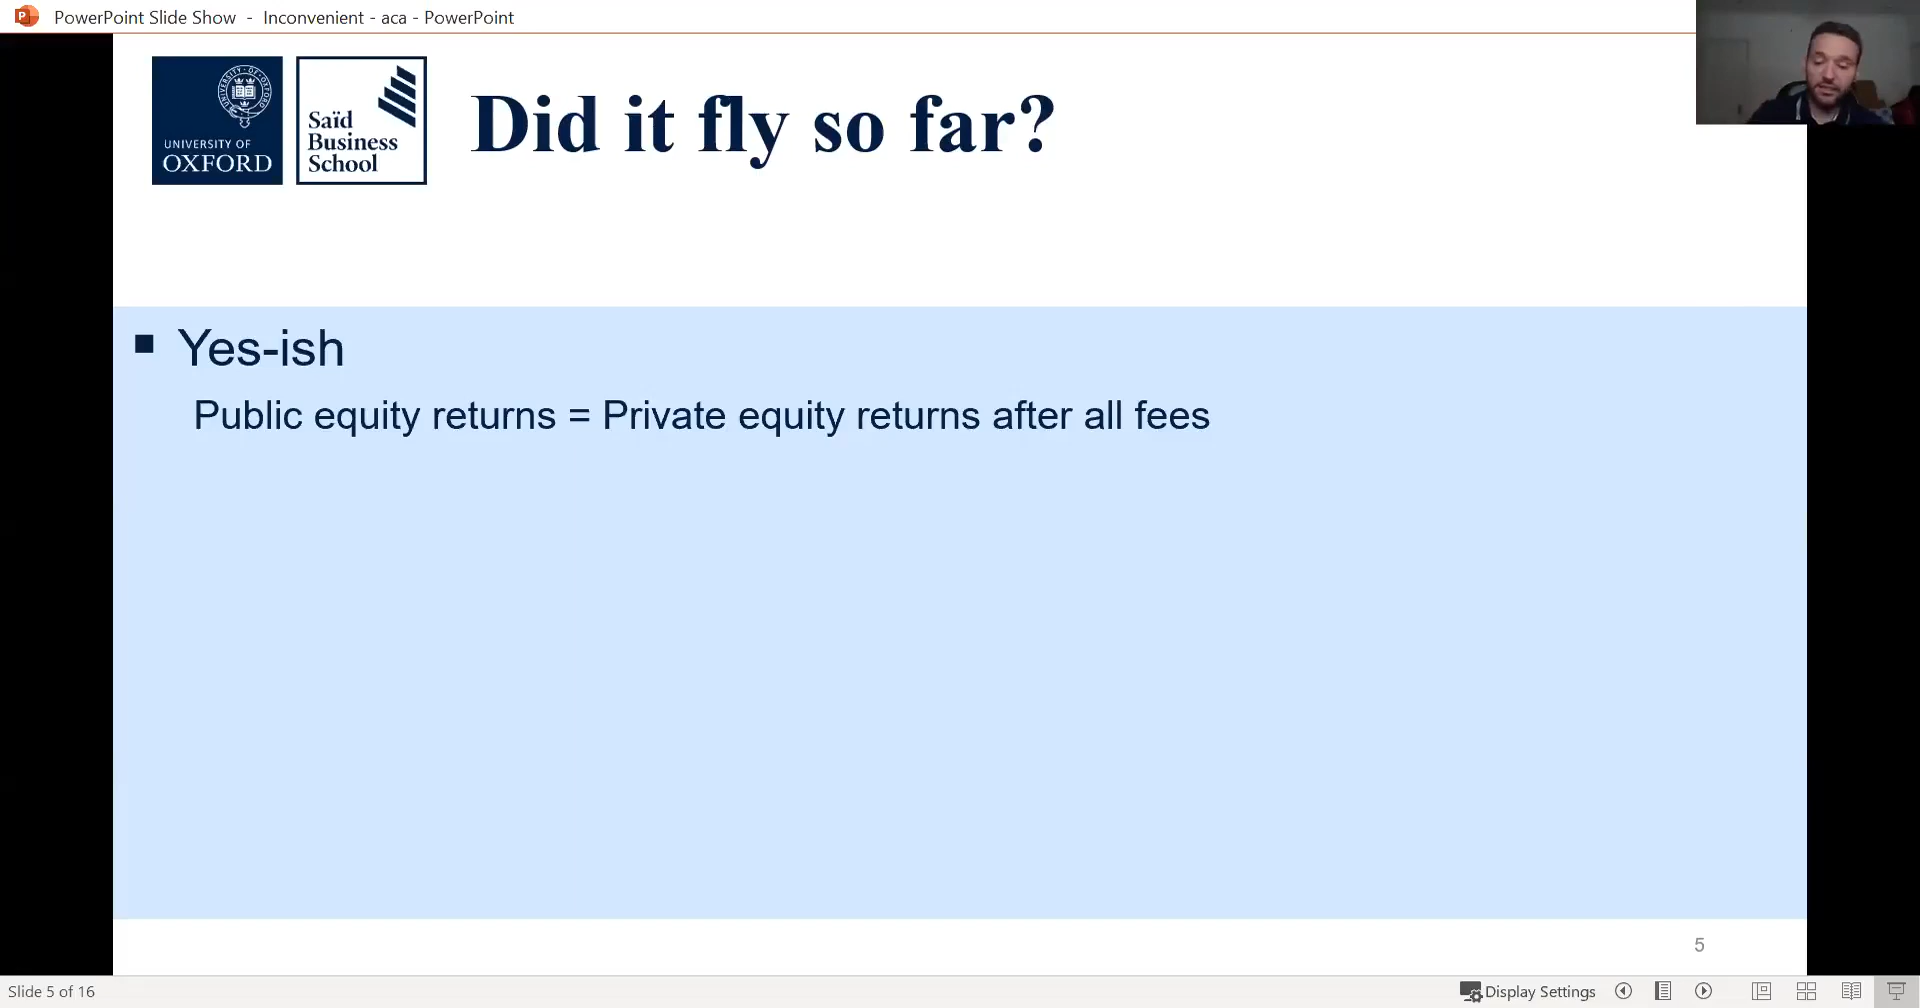 PowerPoint Slide Show - Inconvenient - aca - PowerPoint
UNIVERSITY OF
OXFORD
Saïd
Business
School
Did it fly so far?
Yes-ish
Public equity returns = Private equity returns after all fees
5
Slide 5 of 16
Display Settings